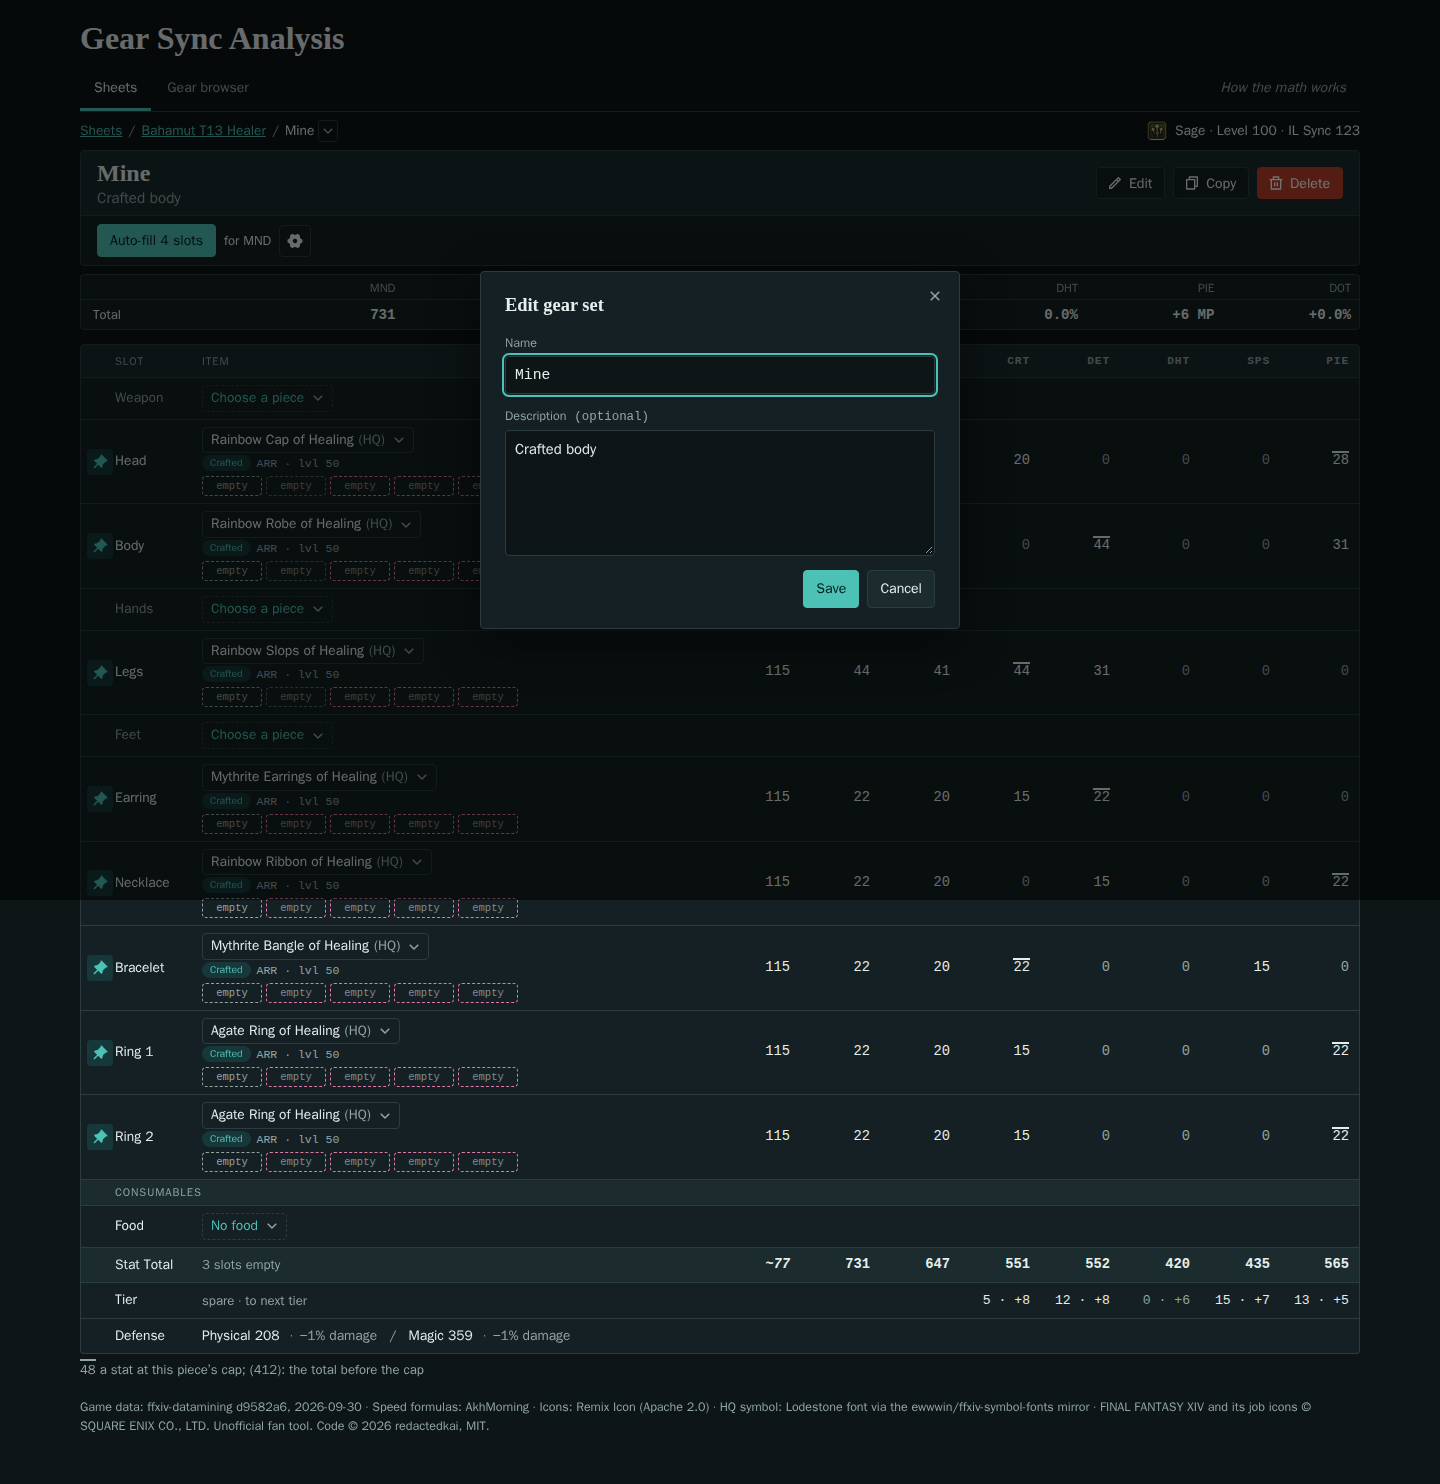 Gear Sync Analysis
Sheets Gear browser How the math works
Sheets / Bahamut T13 Healer / Mine Sage · Level 100 · IL Sync 123
Mine
Crafted body
Edit Copy Delete
Auto-fill 4 slots for MND
MND DHT PIE DOT
Total 731 0.0% +6 MP +0.0%
Edit gear set
Name
Mine
Description (optional)
Crafted body
Save Cancel
SLOT ITEM CRT DET DHT SPS PIE
Weapon Choose a piece
Rainbow Cap of Healing (HQ)
Head Crafted ARR · lvl 50 20 0 0 0 28
empty empty empty empty
Rainbow Robe of Healing (HQ)
Body Crafted ARR · lvl 50 0 44 0 0 31
empty empty empty empty
Hands Choose a piece
Rainbow Slops of Healing (HQ)
Legs Crafted ARR · lvl 50 115 44 41 44 31 0 0 0
empty empty empty empty empty
Feet Choose a piece
Mythrite Earrings of Healing (HQ)
Earring Crafted ARR · lvl 50 115 22 20 15 22 0 0 0
empty empty empty empty empty
Rainbow Ribbon of Healing (HQ)
Necklace Crafted ARR · lvl 50 115 22 20 0 15 0 0 22
empty empty empty empty empty
Mythrite Bangle of Healing (HQ)
Bracelet Crafted ARR · lvl 50 115 22 20 22 0 0 15 0
empty empty empty empty empty
Agate Ring of Healing (HQ)
Ring 1 Crafted ARR · lvl 50 115 22 20 15 0 0 0 22
empty empty empty empty empty
Agate Ring of Healing (HQ)
Ring 2 Crafted ARR · lvl 50 115 22 20 15 0 0 0 22
empty empty empty empty empty
CONSUMABLES
Food No food
Stat Total 3 slots empty ~77 731 647 551 552 420 435 565
Tier spare · to next tier 5 · +8 12 · +8 0 · +6 15 · +7 13 · +5
Defense Physical 208 · −1% damage / Magic 359 · −1% damage
48 a stat at this piece's cap; (412): the total before the cap
Game data: ffxiv-datamining d9582a6, 2026-09-30 · Speed formulas: AkhMorning · Icons: Remix Icon (Apache 2.0) · HQ symbol: Lodestone font via the ewwwin/ffxiv-symbol-fonts mirror · FINAL FANTASY XIV and its job icons ©
SQUARE ENIX CO., LTD. Unofficial fan tool. Code © 2026 redactedkai, MIT.